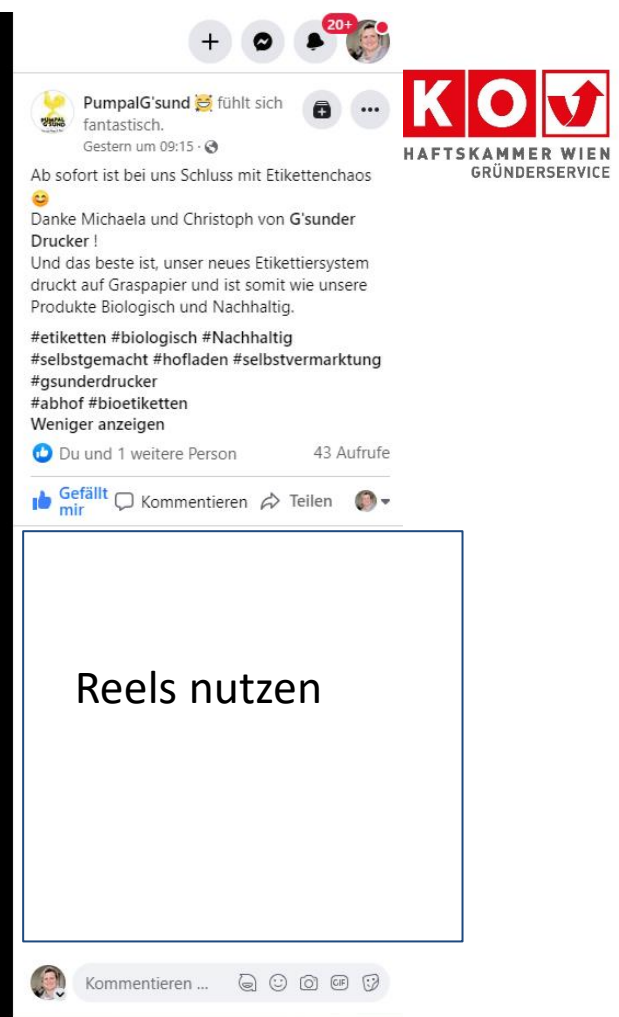 20+
PumpalG'sund 😂 fühlt sich
fantastisch.
Gestern um 09:15 ·
KO
HAFTSKAMMER WIEN
GRÜNDERSERVICE
Ab sofort ist bei uns Schluss mit Etikettenchaos
😊
Danke Michaela und Christoph von G'sunder
Drucker !
Und das beste ist, unser neues Etikettiersystem
druckt auf Graspapier und ist somit wie unsere
Produkte Biologisch und Nachhaltig.
#etiketten #biologisch #Nachhaltig
#selbstgemacht #hofladen #selbstvermarktung
#gsunderdrucker
#abhof #bioetiketten
Weniger anzeigen
Du und 1 weitere Person 43 Aufrufe
Gefällt
mir Kommentieren Teilen
Reels nutzen
Kommentieren ... GIF